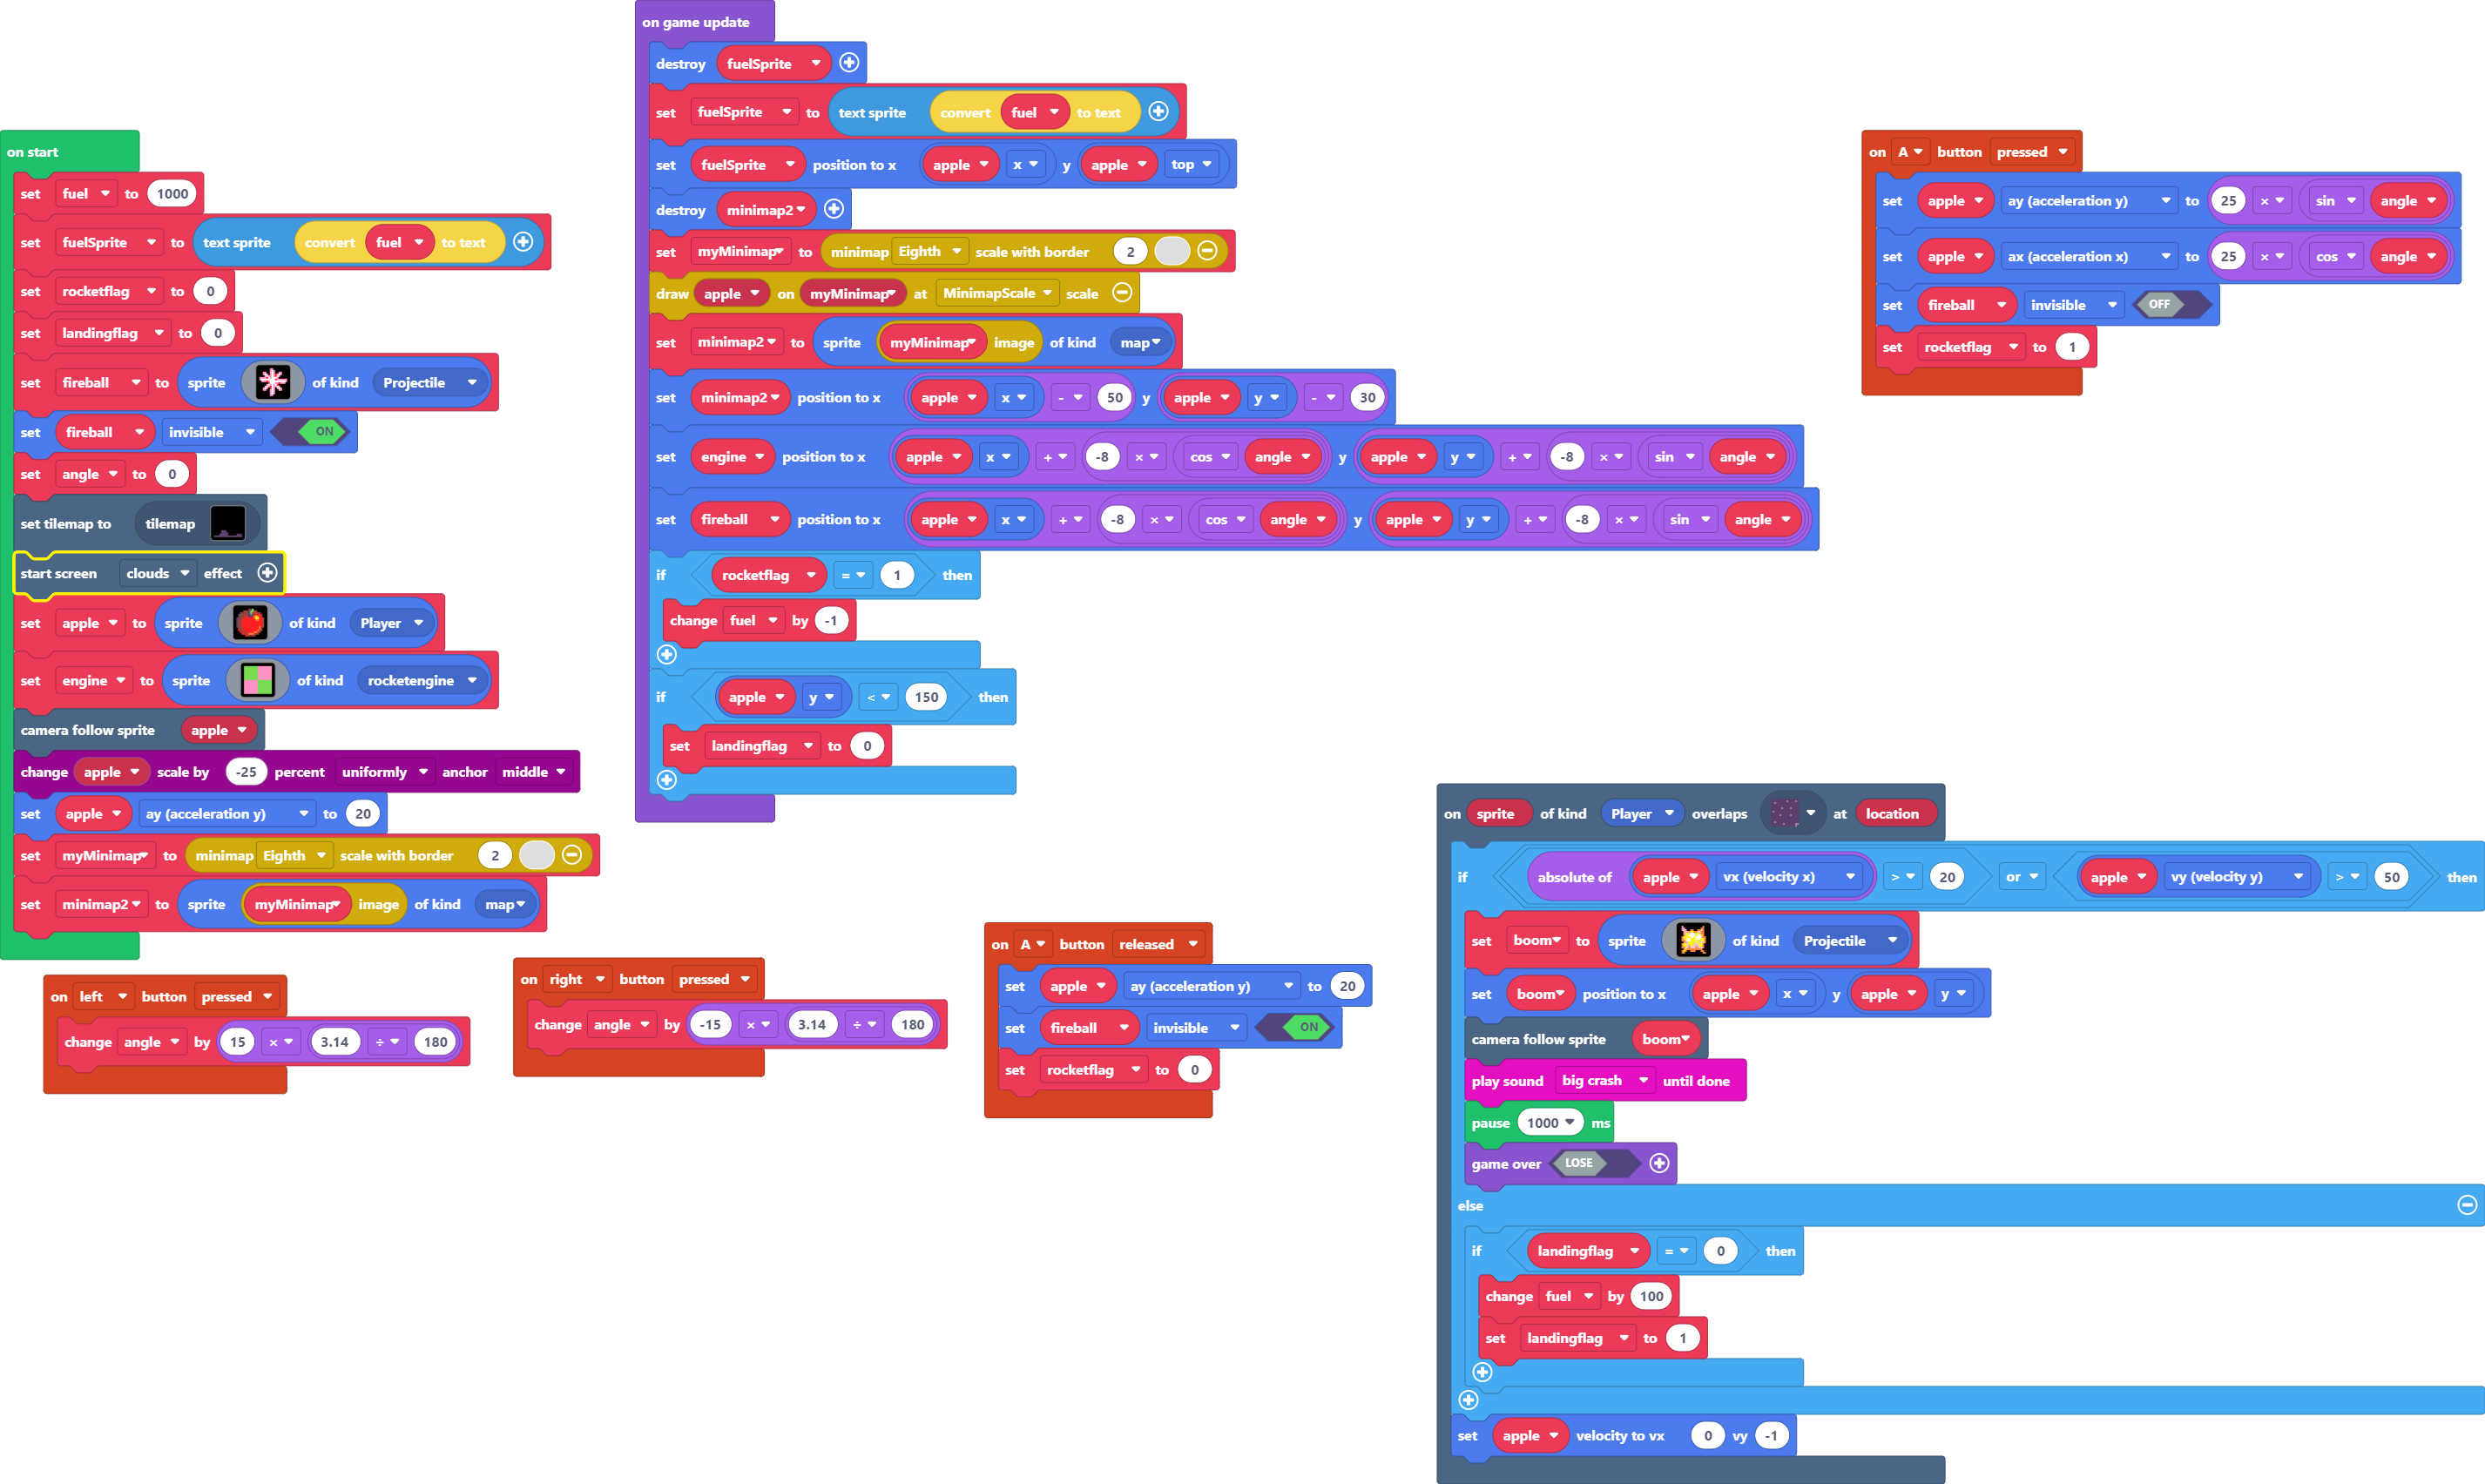 on start
set fuel to 1000
set fuelSprite to text sprite convert fuel to text
set rocketflag to 0
set landingflag to 0
set fireball to sprite of kind Projectile
set fireball invisible ON
set angle to 0
set tilemap to tilemap
start screen clouds effect
set apple to sprite of kind Player
set engine to sprite of kind rocketengine
camera follow sprite apple
change apple scale by -25 percent uniformly anchor middle
set apple ay (acceleration y) to 20
set myMinimap to minimap Eighth scale with border 2
set minimap2 to sprite myMinimap image of kind map
on left button pressed
change angle by 15 × 3.14 ÷ 180
on right button pressed
change angle by -15 × 3.14 ÷ 180
on game update
destroy fuelSprite
set fuelSprite to text sprite convert fuel to text
set fuelSprite position to x apple x y apple top
destroy minimap2
set myMinimap to minimap Eighth scale with border 2
draw apple on myMinimap at MinimapScale scale
set minimap2 to sprite myMinimap image of kind map
set minimap2 position to x apple x - 50 y apple y - 30
set engine position to x apple x + -8 × cos angle y apple y + -8 × sin angle
set fireball position to x apple x + -8 × cos angle y apple y + -8 × sin angle
if rocketflag = 1 then
change fuel by -1
if apple y < 150 then
set landingflag to 0
on A button released
set apple ay (acceleration y) to 20
set fireball invisible ON
set rocketflag to 0
on A button pressed
set apple ay (acceleration y) to 25 × sin angle
set apple ax (acceleration x) to 25 × cos angle
set fireball invisible OFF
set rocketflag to 1
on sprite of kind Player overlaps at location
if absolute of apple vx (velocity x) > 20 or apple vy (velocity y) > 50 then
set boom to sprite of kind Projectile
set boom position to x apple x y apple y
camera follow sprite boom
play sound big crash until done
pause 1000 ms
game over LOSE
else
if landingflag = 0 then
change fuel by 100
set landingflag to 1
set apple velocity to vx 0 vy -1